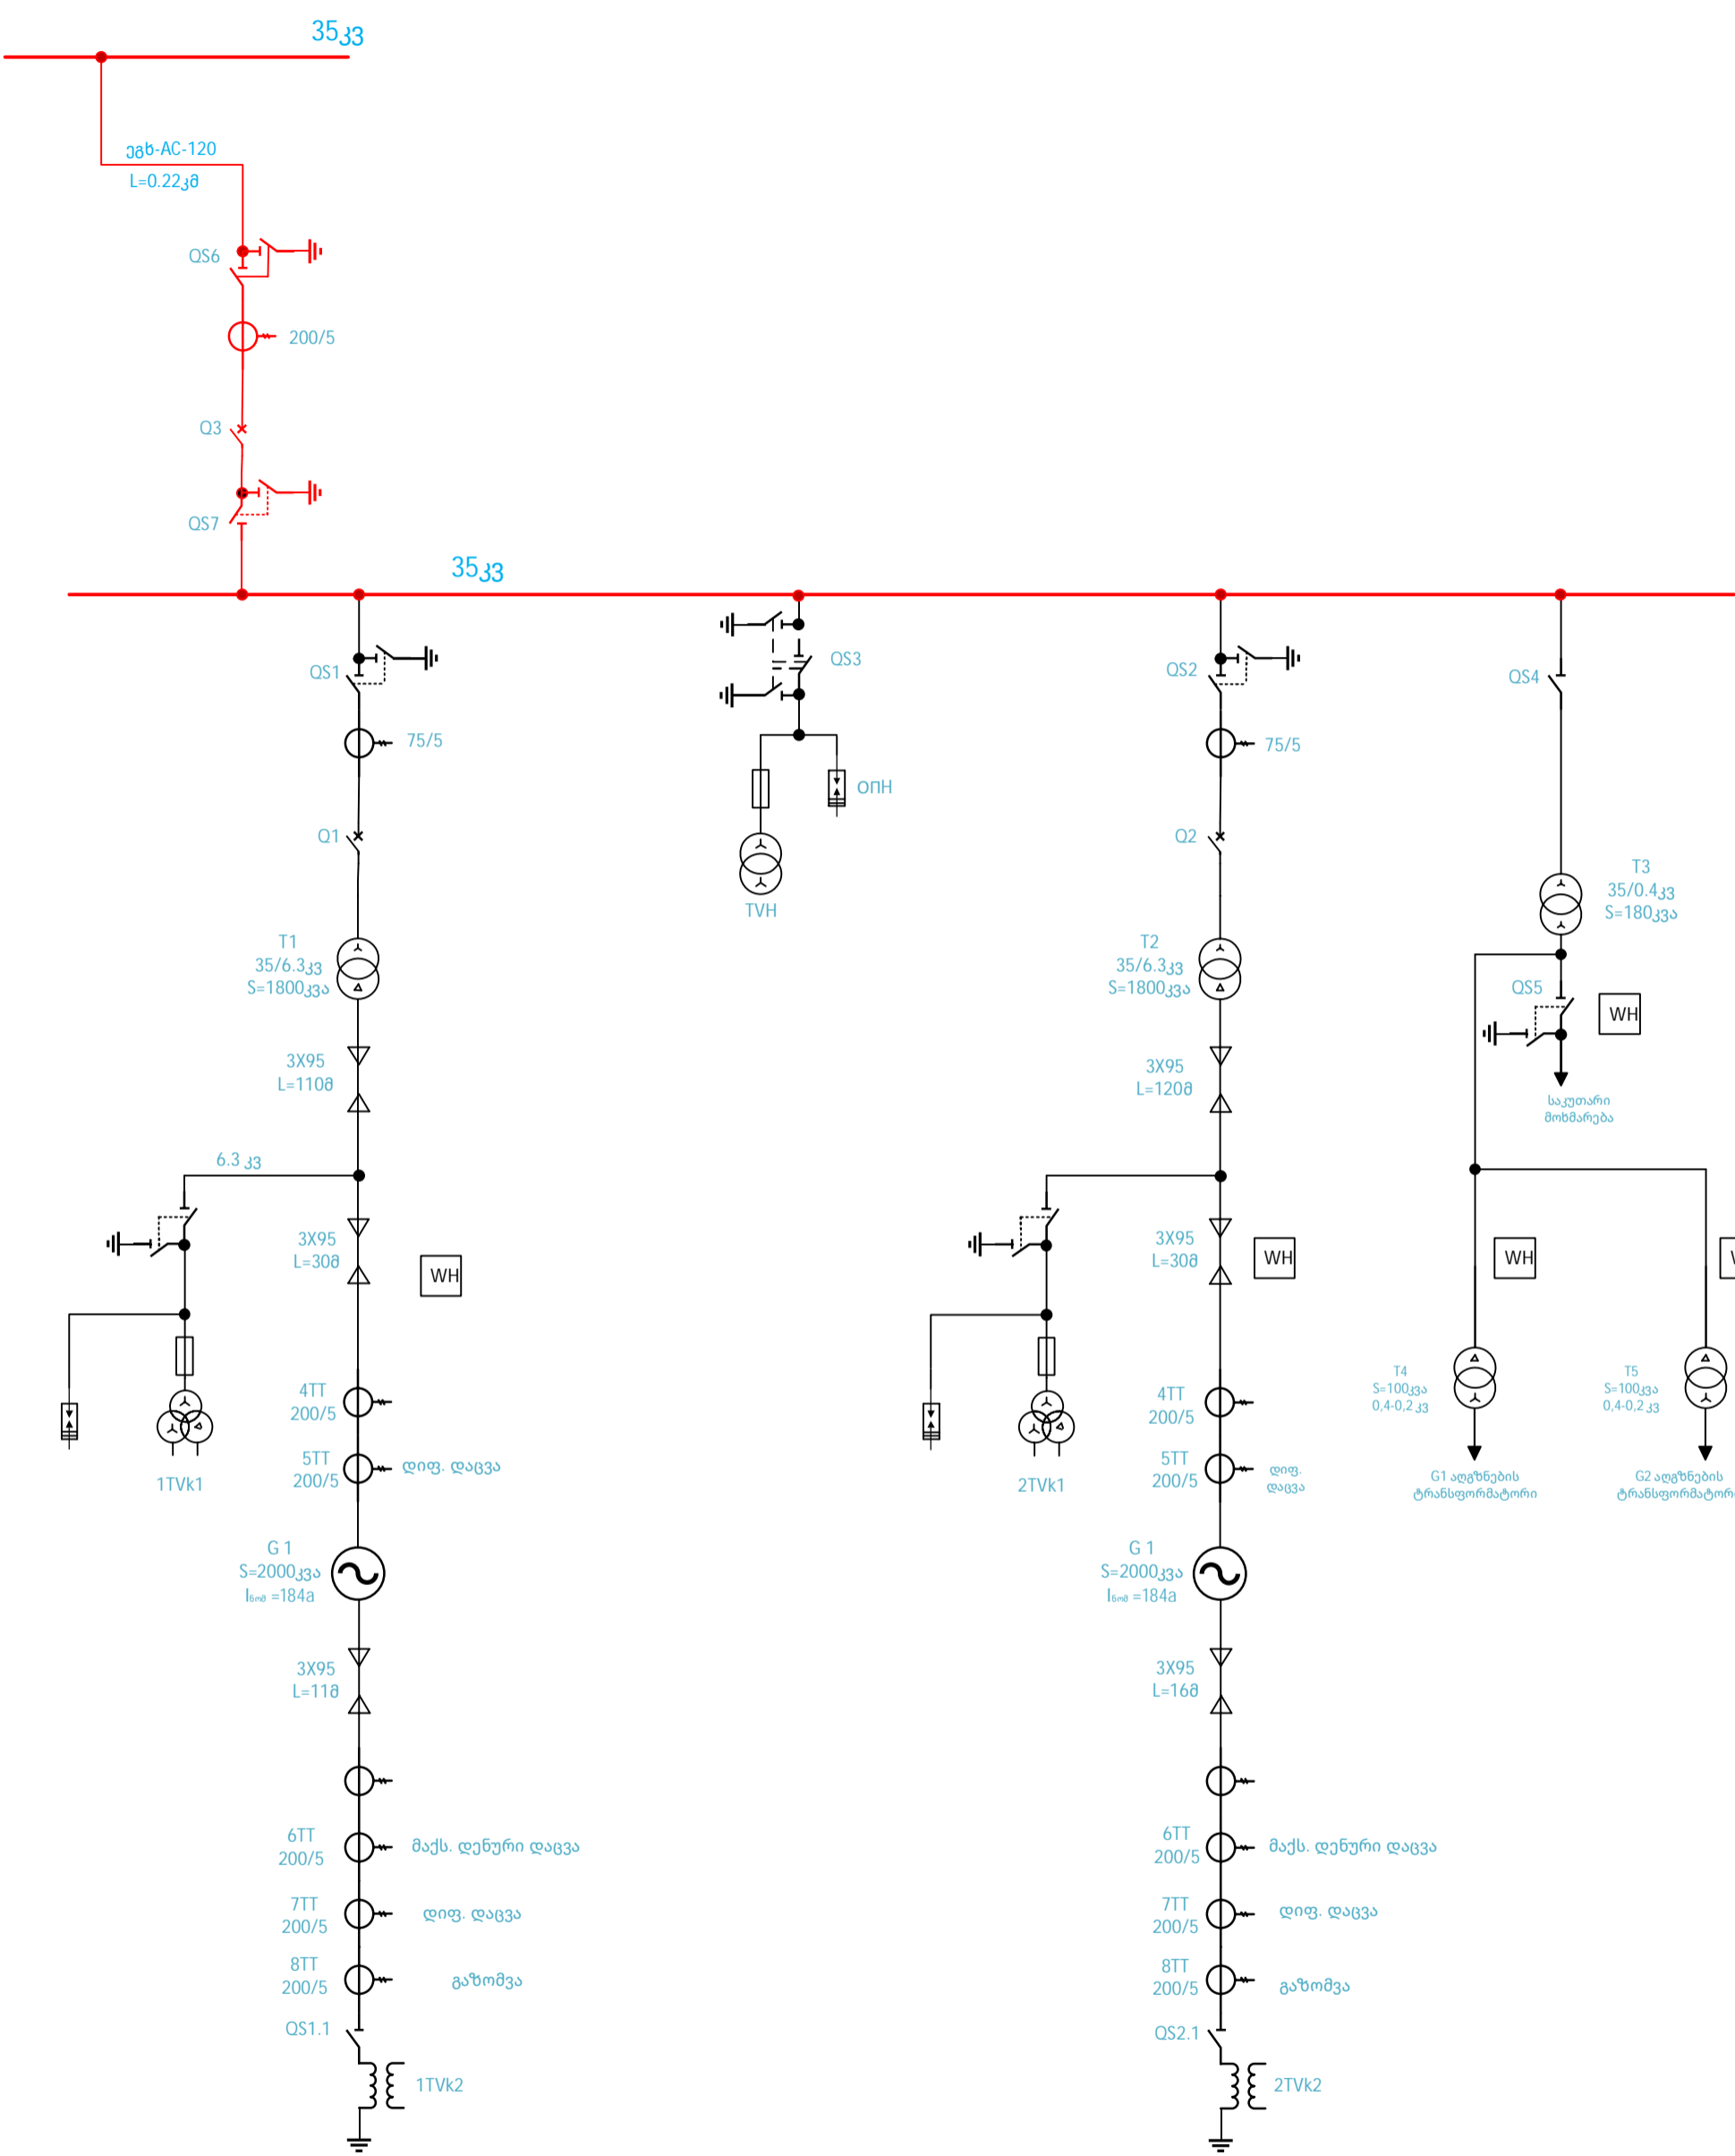 35კვ
ეგხ-AC-120
L=0.22კმ
QS6
200/5
Q3
QS7
35კვ
QS1
75/5
Q1
T1
35/6.3კვ
S=1800კვა
3X95
L=110მ
6.3 კვ
3X95
L=30მ
WH
1TVk1
4TT
200/5
5TT
200/5
დიფ. დაცვა
G 1
S=2000კვა
Iნომ =184a
3X95
L=11მ
6TT
200/5
მაქს. დენური დაცვა
7TT
200/5
დიფ. დაცვა
8TT
200/5
გაზომვა
QS1.1
1TVk2
QS3
ОПН
TVH
QS2
75/5
Q2
T2
35/6.3კვ
S=1800კვა
3X95
L=120მ
3X95
L=30მ
WH
2TVk1
4TT
200/5
5TT
200/5
დიფ.
დაცვა
G 1
S=2000კვა
Iნომ =184a
3X95
L=16მ
6TT
200/5
მაქს. დენური დაცვა
7TT
200/5
დიფ. დაცვა
8TT
200/5
გაზომვა
QS2.1
2TVk2
QS4
T3
35/0.4კვ
S=180კვა
QS5
WH
საკუთარი
მოხმარება
WH
T4
S=100კვა
0,4-0,2 კვ
G1 აღგზნების
ტრანსფორმატორი
T5
S=100კვა
0,4-0,2 კვ
G2 აღგზნების
ტრანსფორმატორი